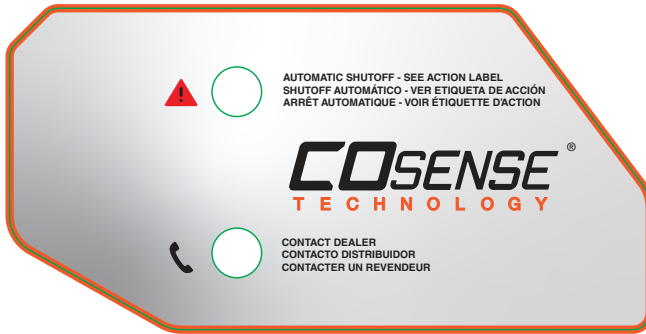 AUTOMATIC SHUTOFF - SEE ACTION LABEL
SHUTOFF AUTOMÁTICO - VER ETIQUETA DE ACCIÓN
ARRÊT AUTOMATIQUE - VOIR ÉTIQUETTE D'ACTION
COSENSE®
TECHNOLOGY
CONTACT DEALER
CONTACTO DISTRIBUIDOR
CONTACTER UN REVENDEUR